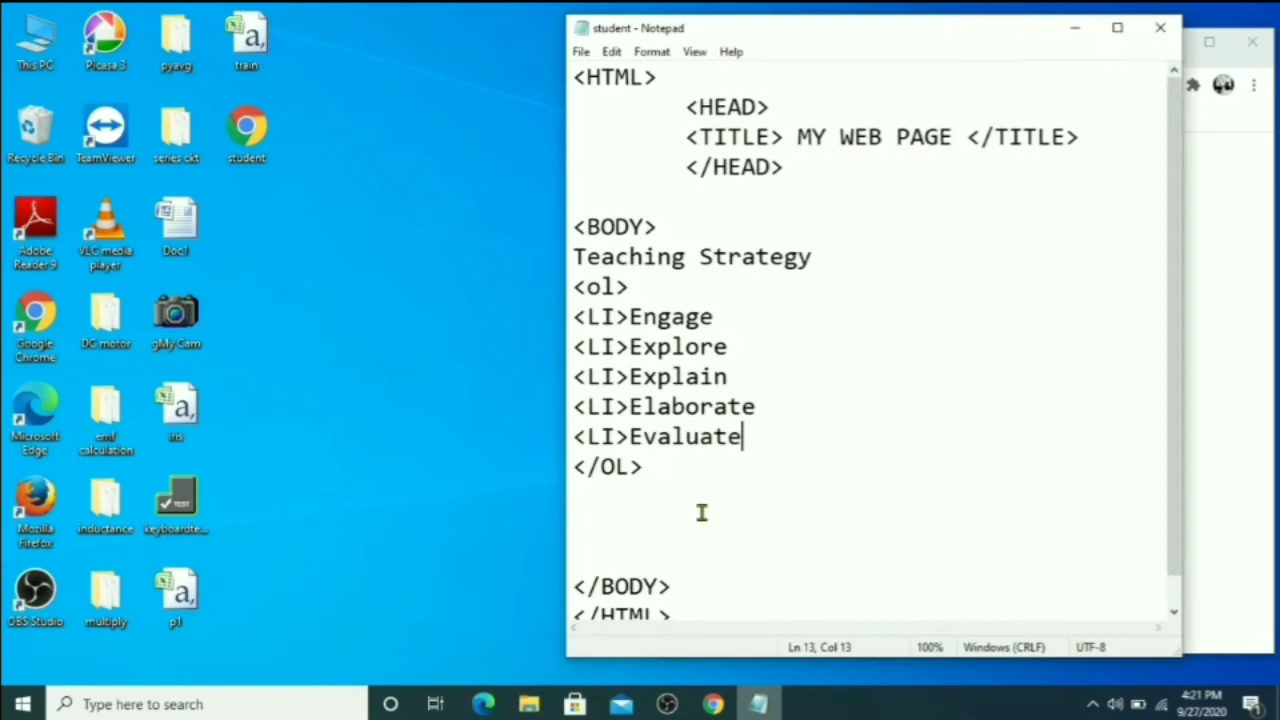 This PC
Picasa 3
pyavg
train
Recycle Bin
TeamViewer
series ckt
student
Adobe
Reader 9
VLC media
player
Doc1
Google
Chrome
DC motor
gMy Cam
Microsoft
Edge
emf
calculation
iris
Mozilla
Firefox
inductance
keyboardte...
TEST
OBS Studio
multiply
p1
student - Notepad
File Edit Format View Help
<HTML>
<HEAD>
<TITLE> MY WEB PAGE </TITLE>
</HEAD>
<BODY>
Teaching Strategy
<ol>
<LI>Engage
<LI>Explore
<LI>Explain
<LI>Elaborate
<LI>Evaluate
</OL>
</BODY>
</HTML>
Ln 13, Col 13 100% Windows (CRLF) UTF-8
Type here to search
4:21 PM
9/27/2020